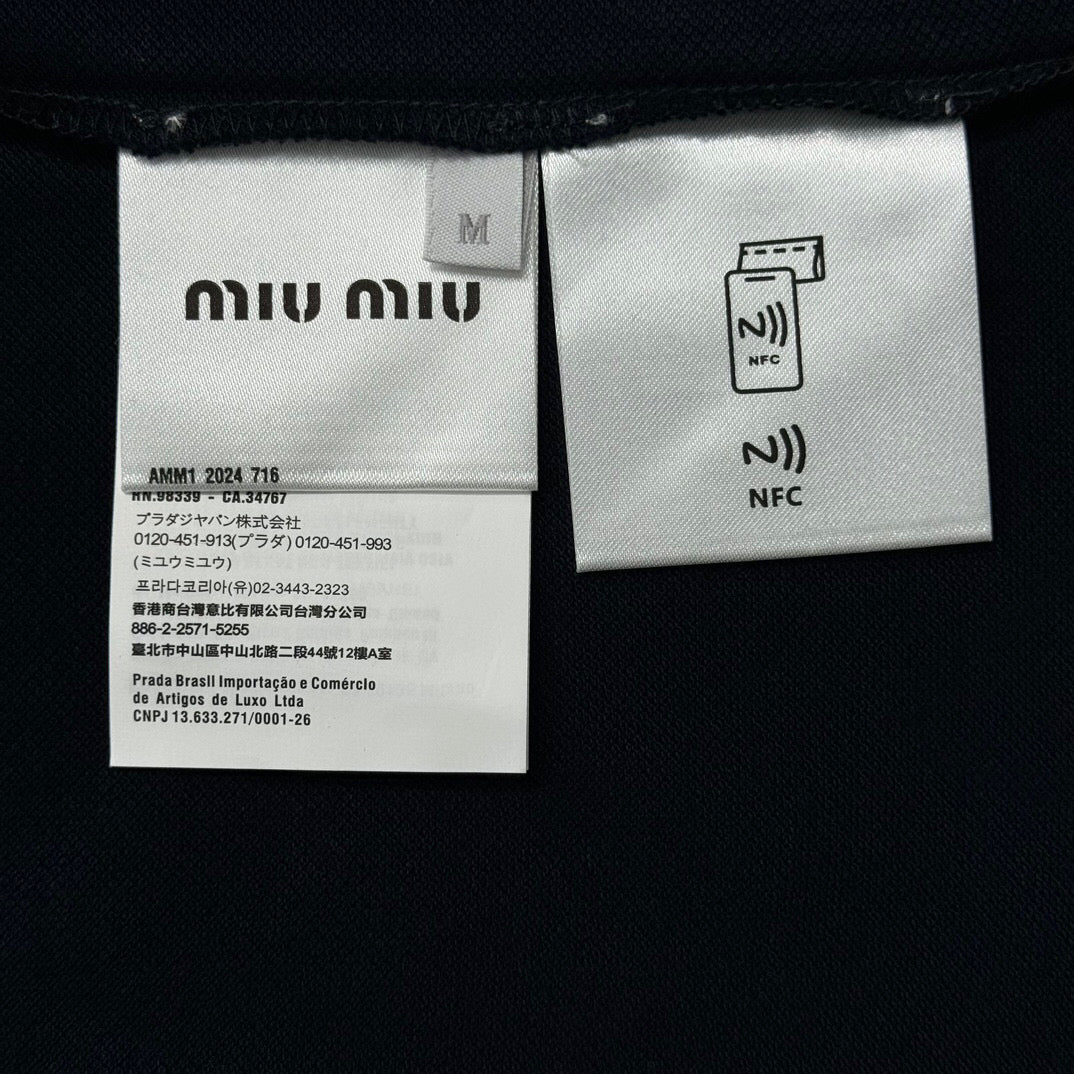 M
miu miu
AMM1 2024 716
RN.98339 - CA.34767
プラダジヤパン株式会社
0120-451-913(プラダ) 0120-451-993
(ミユウミユウ)
프라다코리아(유)02-3443-2323
香港商台灣意比有限公司台灣分公司
886-2-2571-5255
臺北市中山區中山北路二段44號12樓A室
Prada Brasil Importação e Comércio
de Artigos de Luxo Ltda
CNPJ 13.633.271/0001-26
NFC
NFC